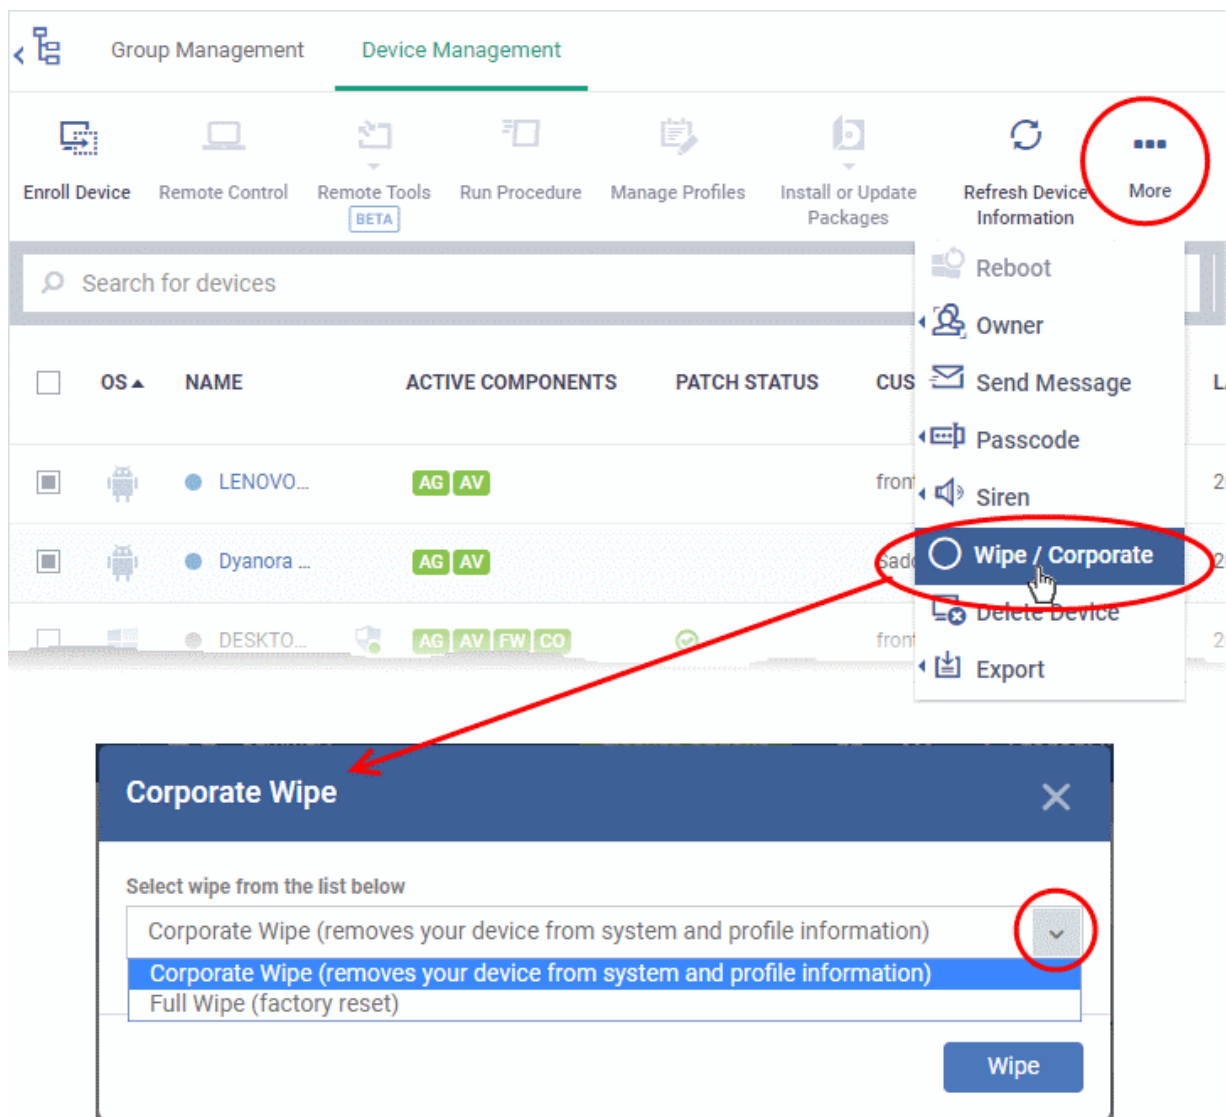 Group Management Device Management
Enroll Device Remote Control Remote Tools Run Procedure Manage Profiles Install or Update Refresh Device More
BETA Packages Information
Search for devices
Reboot
Owner
OS NAME ACTIVE COMPONENTS PATCH STATUS CUS
Send Message
Passcode
LENOVO... AG AV front
Siren
Dyanora ... AG AV
Wipe / Corporate
Delete Device
DESKTO... AG AV FW CO front
Export
Corporate Wipe
Select wipe from the list below
Corporate Wipe (removes your device from system and profile information)
Corporate Wipe (removes your device from system and profile information)
Full Wipe (factory reset)
Wipe